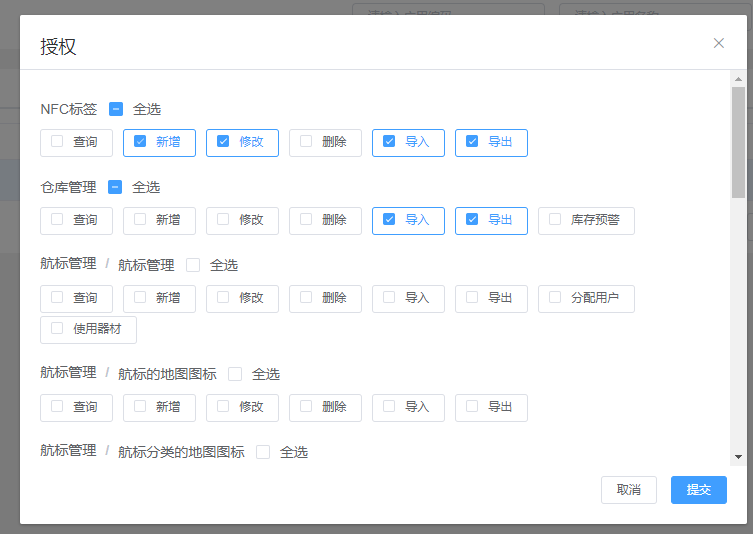 授权
NFC标签 全选
查询 新增 修改 删除 导入 导出
仓库管理 全选
查询 新增 修改 删除 导入 导出 库存预警
航标管理 / 航标管理 全选
查询 新增 修改 删除 导入 导出 分配用户
使用器材
航标管理 / 航标的地图图标 全选
查询 新增 修改 删除 导入 导出
航标管理 / 航标分类的地图图标 全选
取消 提交